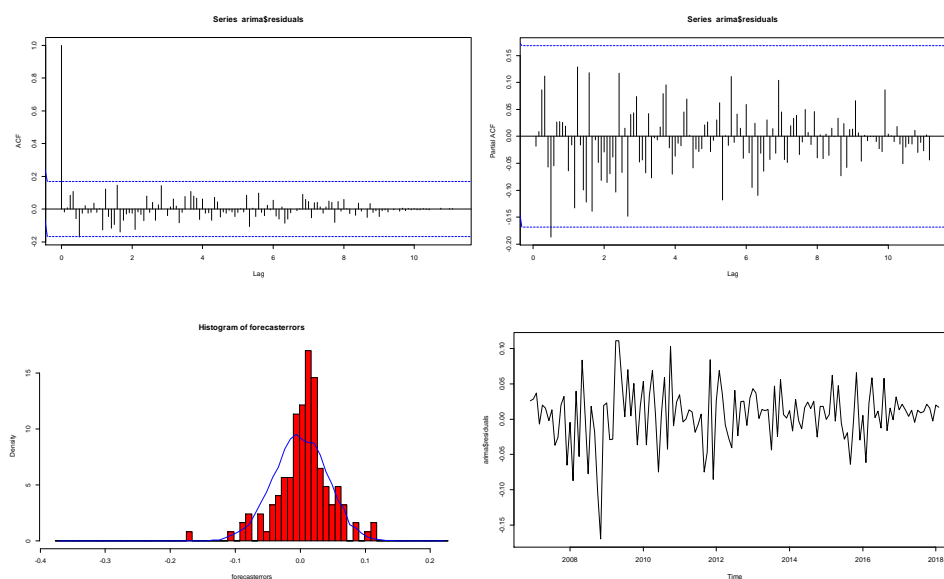 Series arima$residuals
ACF
1.0
0.8
0.6
0.4
0.2
0.0
-0.2
0 2 4 6 8 10
Lag
Series arima$residuals
Partial ACF
0.15
0.10
0.05
0.00
-0.05
-0.10
-0.15
-0.20
0 2 4 6 8 10
Lag
Histogram of forecasterrors
Density
15
10
5
0
-0.4 -0.3 -0.2 -0.1 0.0 0.1 0.2
forecasterrors
arima$residuals
0.10
0.05
0.00
-0.05
-0.10
-0.15
2008 2010 2012 2014 2016 2018
Time